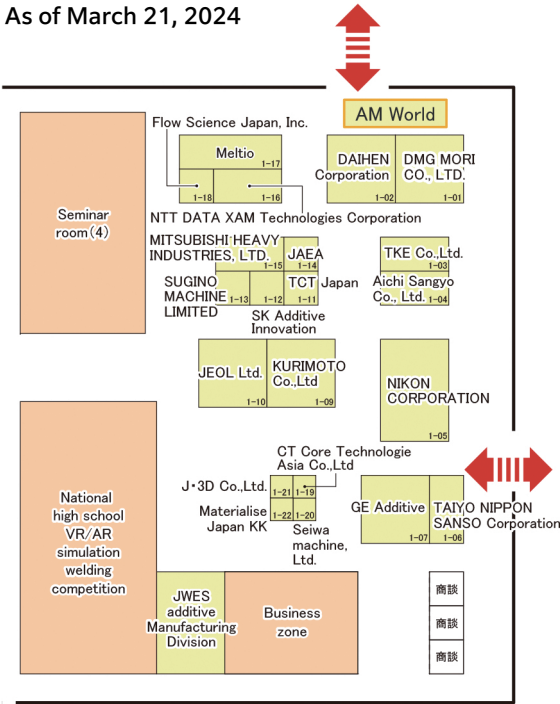 As of March 21, 2024
AM World
Flow Science Japan, Inc.
Meltio
1-17
1-18
1-16
NTT DATA XAM Technologies Corporation
DAIHEN
Corporation
1-02
DMG MORI
CO., LTD.
1-01
Seminar
room(4)
MITSUBISHI HEAVY
INDUSTRIES, LTD.
1-15
JAEA
1-14
SUGINO
MACHINE
LIMITED
1-13
1-12
TCT Japan
1-11
SK Additive
Innovation
TKE Co.,Ltd.
1-03
Aichi Sangyo
Co., Ltd.
1-04
JEOL Ltd.
1-10
KURIMOTO
Co.,Ltd
1-09
NIKON
CORPORATION
1-05
CT Core Technologie
Asia Co.,Ltd
J・3D Co.,Ltd.
1-21
1-19
Materialise
Japan KK
1-22
1-20
Seiwa
machine,
Ltd.
GE Additive
1-07
TAIYO NIPPON
SANSO Corporation
1-06
National
high school
VR/AR
simulation
welding
competition
JWES
additive
Manufacturing
Division
Business
zone
商談
商談
商談